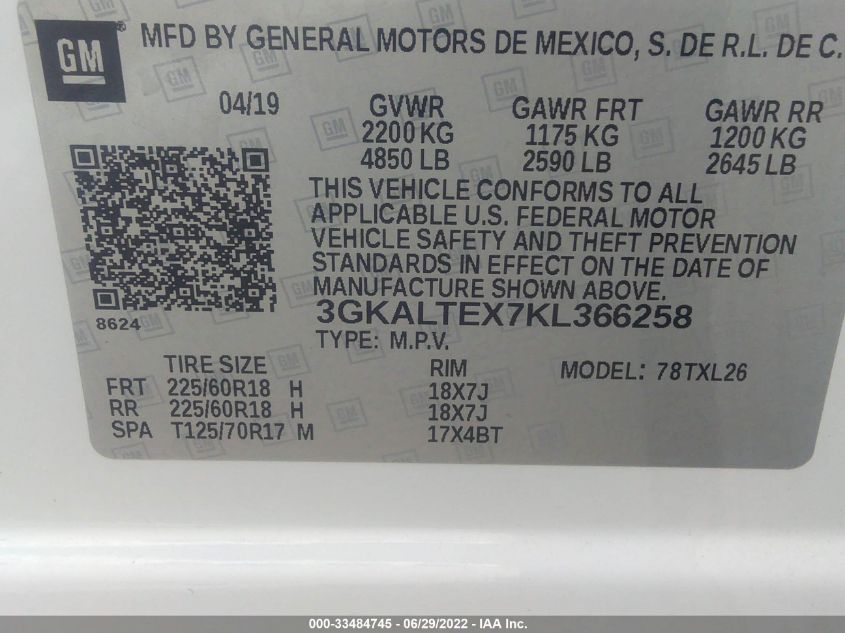 GM
MFD BY GENERAL MOTORS DE MEXICO, S. DE R.L. DE C.
04/19 GVWR GAWR FRT GAWR RR
2200 KG 1175 KG 1200 KG
4850 LB 2590 LB 2645 LB
THIS VEHICLE CONFORMS TO ALL
APPLICABLE U.S. FEDERAL MOTOR
VEHICLE SAFETY AND THEFT PREVENTION
STANDARDS IN EFFECT ON THE DATE OF
MANUFACTURE SHOWN ABOVE.
8624
3GKALTEX7KL366258
TYPE: M.P.V.
TIRE SIZE RIM MODEL: 78TXL26
FRT 225/60R18 H 18X7J
RR 225/60R18 H 18X7J
SPA T125/70R17 M 17X4BT
000-33484745 - 06/29/2022 - IAA Inc.